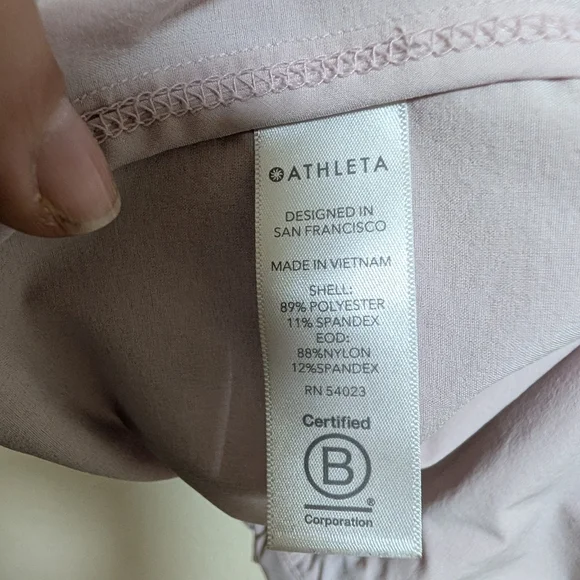 ATHLETA
DESIGNED IN
SAN FRANCISCO
MADE IN VIETNAM
SHELL:
89% POLYESTER
11% SPANDEX
EOD:
88%NYLON
12%SPANDEX
RN 54023
Certified
B
®
Corporation